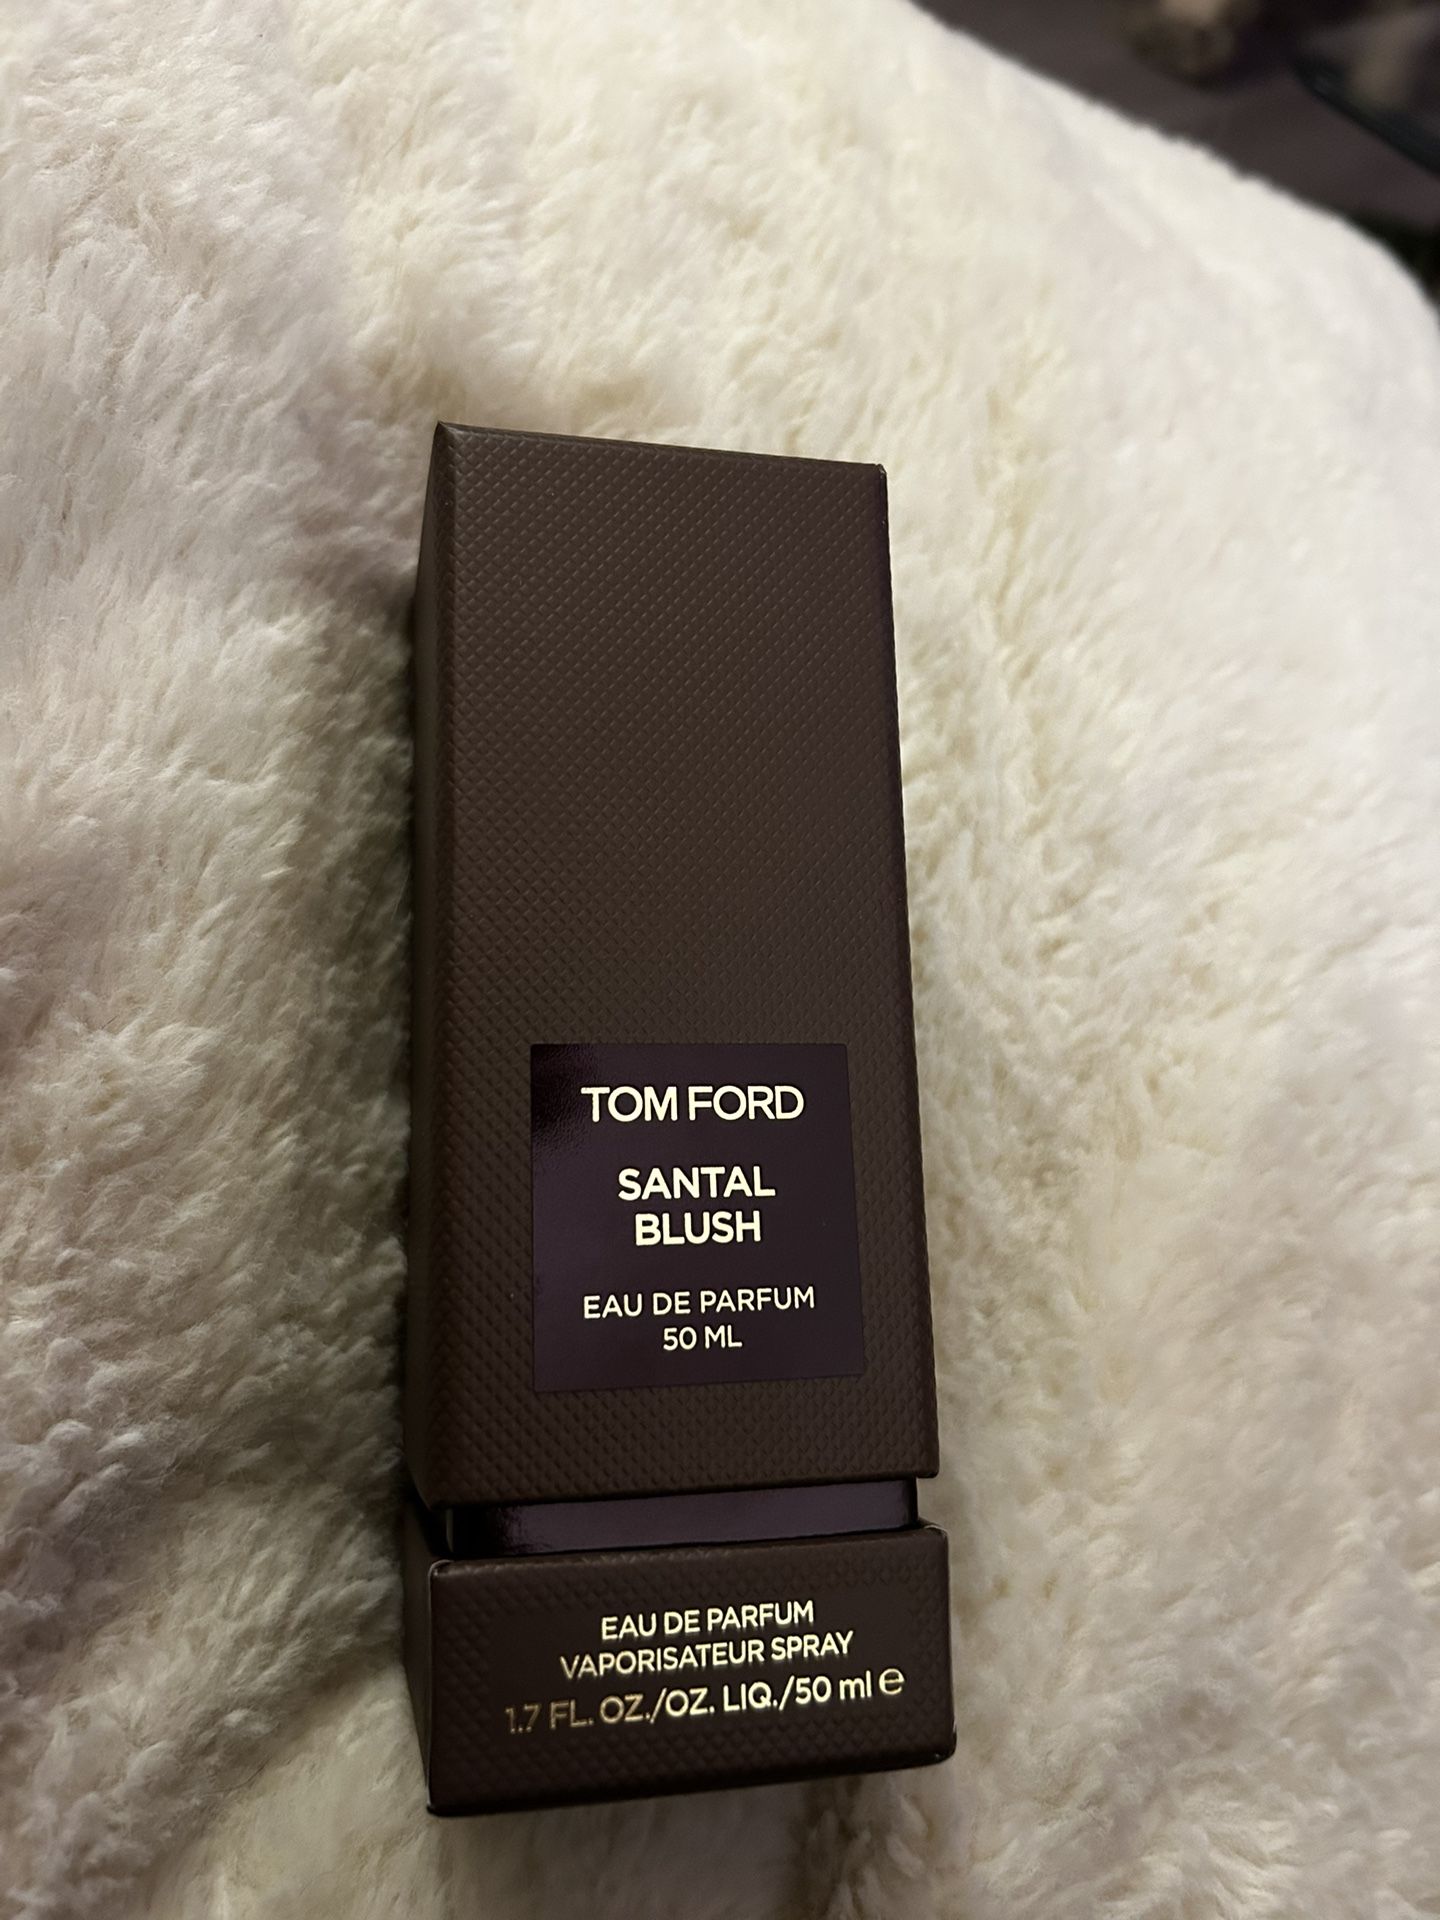 TOM FORD
SANTAL
BLUSH
EAU DE PARFUM
50 ML
EAU DE PARFUM
VAPORISATEUR SPRAY
1.7 FL. OZ./OZ. LIQ./50 ml ℮